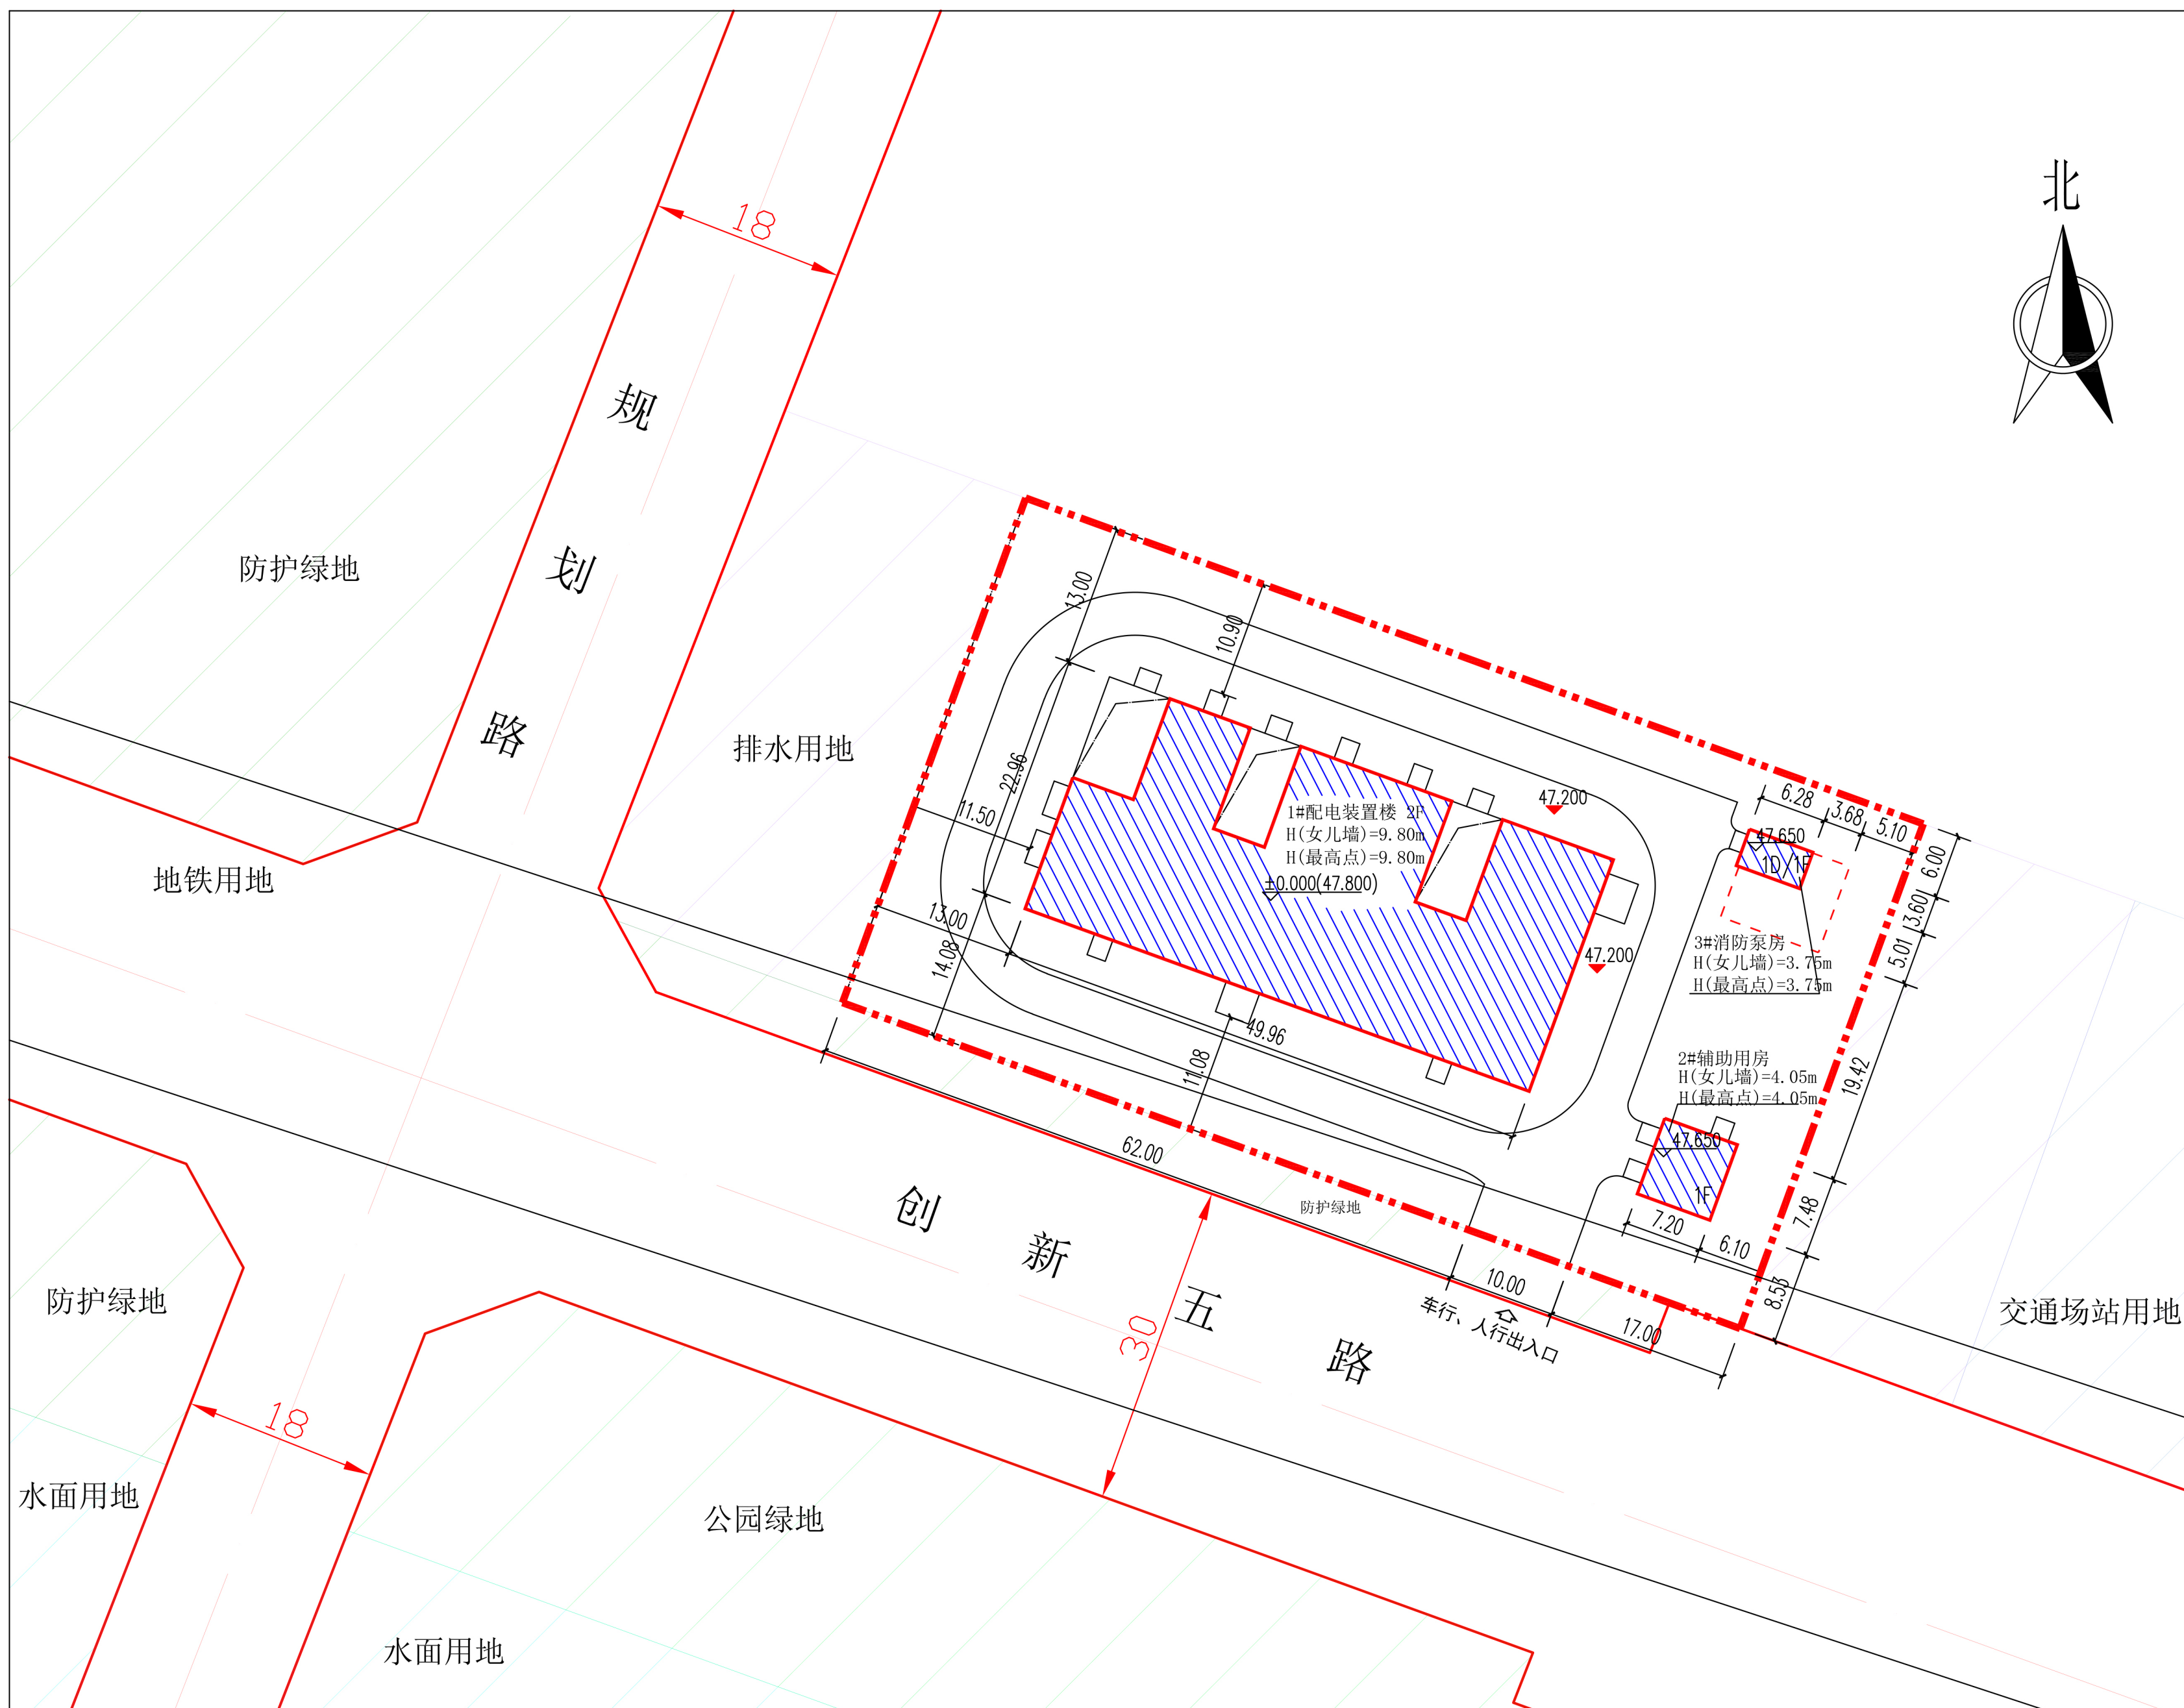 北
18
规
划
路
防护绿地
排水用地
地铁用地
13.00
10.90
22.96
11.50
13.00
14.08
1#配电装置楼 2F
H(女儿墙)=9.80m
H(最高点)=9.80m
±0.000(47.800)
47.200
47.200
6.28
3.68
5.10
47.650
1D/1F
6.00
3.60
5.01
3#消防泵房
H(女儿墙)=3.75m
H(最高点)=3.75m
19.42
2#辅助用房
H(女儿墙)=4.05m
H(最高点)=4.05m
47.650
1F
7.20
6.10
7.48
8.53
49.96
11.08
62.00
防护绿地
10.00
17.00
车行、人行出入口
创
新
五
路
30
交通场站用地
防护绿地
18
水面用地
公园绿地
水面用地